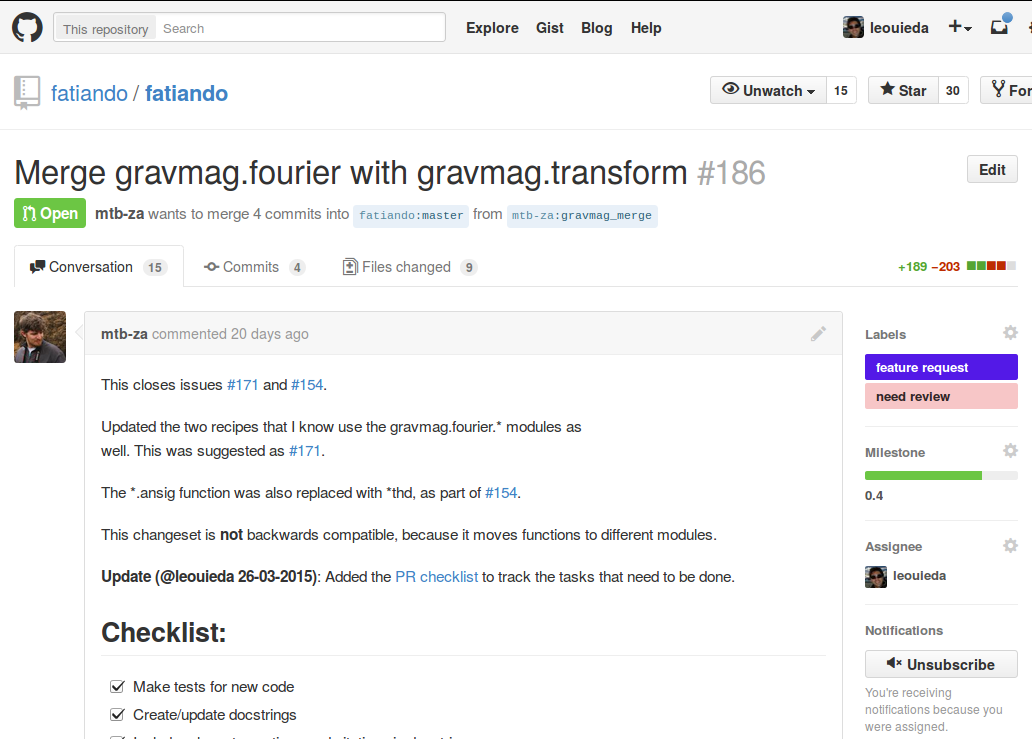 This repository Search Explore Gist Blog Help leouieda
fatiando / fatiando Unwatch 15 Star 30
Merge gravmag.fourier with gravmag.transform #186 Edit
Open mtb-za wants to merge 4 commits into fatiando:master from mtb-za:gravmag_merge
Conversation 15 Commits 4 Files changed 9 +189 −203
mtb-za commented 20 days ago
This closes issues #171 and #154.
Updated the two recipes that I know use the gravmag.fourier.* modules as
well. This was suggested as #171.
The *.ansig function was also replaced with *thd, as part of #154.
This changeset is not backwards compatible, because it moves functions to different modules.
Update (@leouieda 26-03-2015): Added the PR checklist to track the tasks that need to be done.
Checklist:
Make tests for new code
Create/update docstrings
Labels
feature request
need review
Milestone
0.4
Assignee
leouieda
Notifications
Unsubscribe
You're receiving
notifications because you
were assigned.